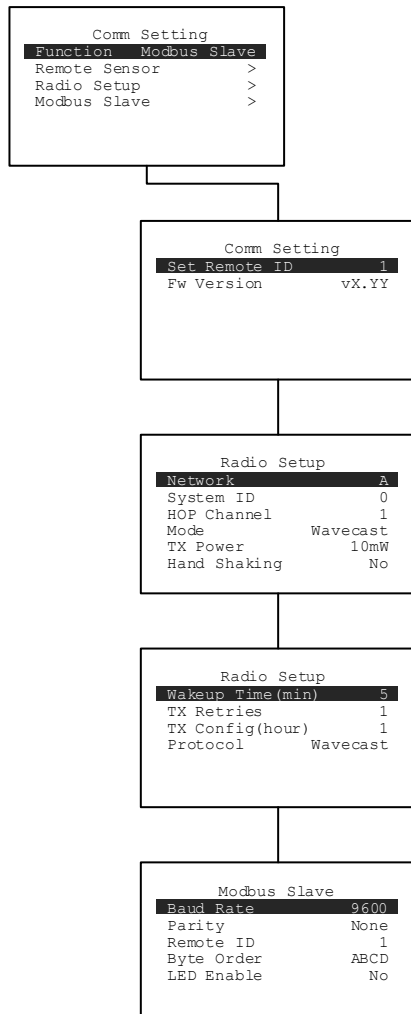 Comm Setting
Function Modbus Slave
Remote Sensor >
Radio Setup >
Modbus Slave >
Comm Setting
Set Remote ID 1
Fw Version vX.YY
Radio Setup
Network A
System ID 0
HOP Channel 1
Mode Wavecast
TX Power 10mW
Hand Shaking No
Radio Setup
Wakeup Time(min) 5
TX Retries 1
TX Config(hour) 1
Protocol Wavecast
Modbus Slave
Baud Rate 9600
Parity None
Remote ID 1
Byte Order ABCD
LED Enable No